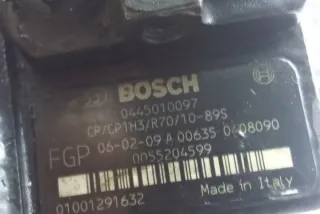 BOSCH
0445010097
CP/CP1H3/R70/10-89S
FGP 06-02-09 A 00635 0408090
0055204599
01001291632 Made in Italy